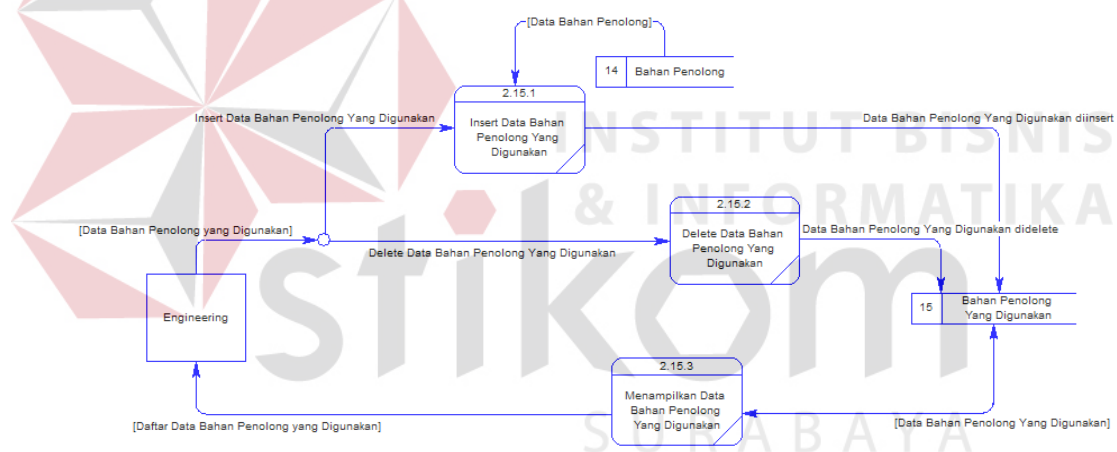 [Data Bahan Penolong]
14 Bahan Penolong
2.15.1
Insert Data Bahan Penolong Yang Digunakan
Insert Data Bahan
Penolong Yang
Digunakan
Data Bahan Penolong Yang Digunakan diinsert
INSTITUT BISNIS
& INFORMATIKA
stikom
SURABAYA
2.15.2
[Data Bahan Penolong yang Digunakan]
Delete Data Bahan
Penolong Yang
Digunakan
Data Bahan Penolong Yang Digunakan didelete
Delete Data Bahan Penolong Yang Digunakan
Engineering
15 Bahan Penolong
Yang Digunakan
2.15.3
Menampilkan Data
Bahan Penolong
Yang Digunakan
[Daftar Data Bahan Penolong yang Digunakan]
[Data Bahan Penolong Yang Digunakan]